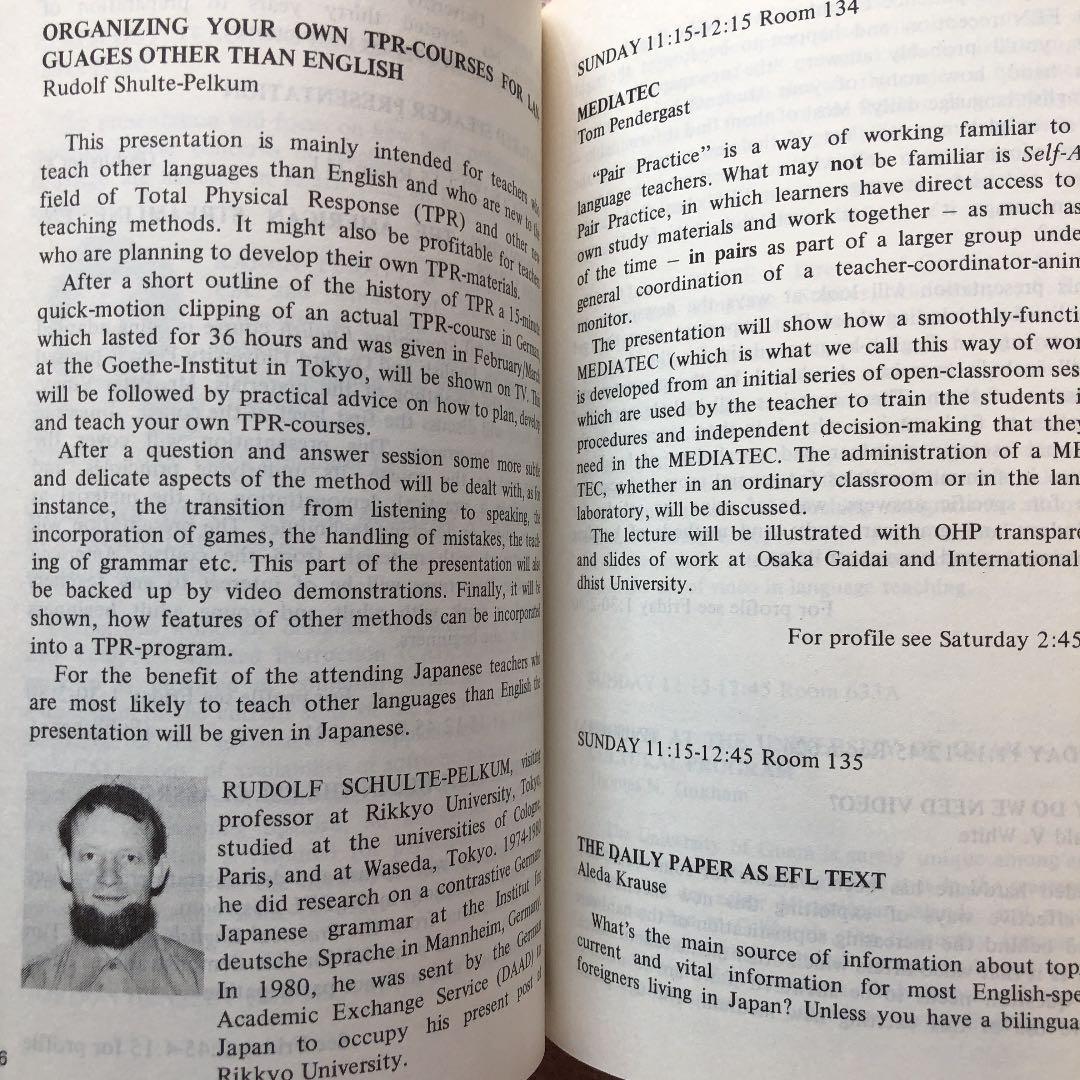 ORGANIZING YOUR OWN TPR-COURSES FOR LAN
GUAGES OTHER THAN ENGLISH
Rudolf Shulte-Pelkum
This presentation is mainly intended for teachers who
teach other languages than English and who are new to the
field of Total Physical Response (TPR) and other new
teaching methods. It might also be profitable for teachers
who are planning to develop their own TPR-materials.
After a short outline of the history of TPR a 15-minute
quick-motion clipping of an actual TPR-course in German,
which lasted for 36 hours and was given in February/March
at the Goethe-Institut in Tokyo, will be shown on TV. This
will be followed by practical advice on how to plan, develop
and teach your own TPR-courses.
After a question and answer session some more subtle
and delicate aspects of the method will be dealt with, as for
instance, the transition from listening to speaking, the
incorporation of games, the handling of mistakes, the teach-
ing of grammar etc. This part of the presentation will also
be backed up by video demonstrations. Finally, it will be
shown, how features of other methods can be incorporated
into a TPR-program.
For the benefit of the attending Japanese teachers who
are most likely to teach other languages than English the
presentation will be given in Japanese.
RUDOLF SCHULTE-PELKUM, visiting
professor at Rikkyo University, Tokyo,
studied at the universities of Cologne,
Paris, and at Waseda, Tokyo. 1974-1980
he did research on a contrastive German-
Japanese grammar at the Institut für
deutsche Sprache in Mannheim, Germany.
In 1980, he was sent by the German
Academic Exchange Service (DAAD) to
Japan to occupy his present post at
Rikkyo University.
6
SUNDAY 11:15-12:15 Room 134
MEDIATEC
Tom Pendergast
“Pair Practice” is a way of working familiar to
language teachers. What may not be familiar is Self-A
Pair Practice, in which learners have direct access to
own study materials and work together – as much as
of the time – in pairs as part of a larger group unde
general coordination of a teacher-coordinator-anim
monitor.
The presentation will show how a smoothly-functi
MEDIATEC (which is what we call this way of wor
is developed from an initial series of open-classroom ses
which are used by the teacher to train the students i
procedures and independent decision-making that they
need in the MEDIATEC. The administration of a ME
TEC, whether in an ordinary classroom or in the lan
laboratory, will be discussed.
The lecture will be illustrated with OHP transpare
and slides of work at Osaka Gaidai and International
dhist University.
For profile see Saturday 2:45
SUNDAY 11:15-12:45 Room 135
THE DAILY PAPER AS EFL TEXT
Aleda Krause
What's the main source of information about top
current and vital information for most English-spe
foreigners living in Japan? Unless you have a bilingua